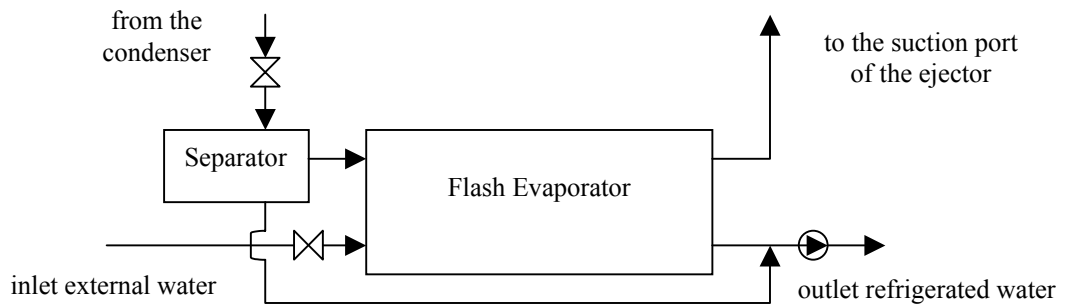 from the
condenser
to the suction port
of the ejector
Separator
Flash Evaporator
inlet external water
outlet refrigerated water